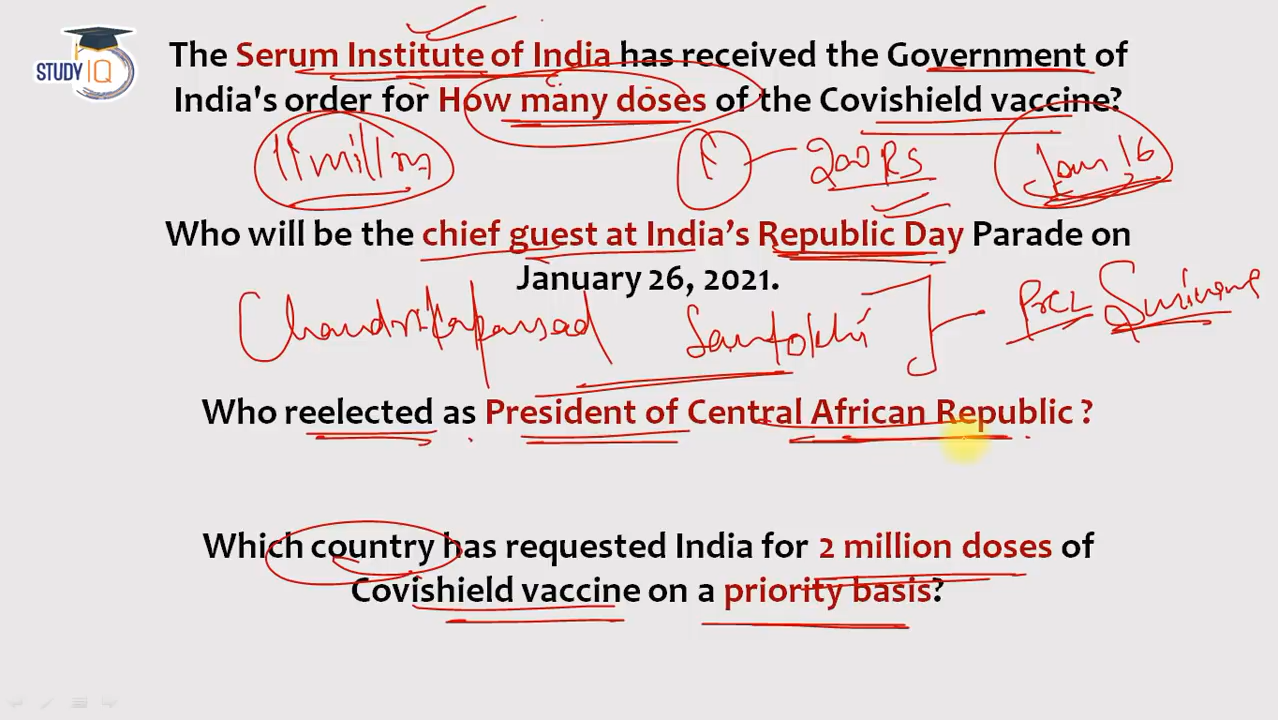 STUDY IQ
The Serum Institute of India has received the Government of
India's order for How many doses of the Covishield vaccine?
11 million
200 RS
Jan 16
Who will be the chief guest at India’s Republic Day Parade on
January 26, 2021.
Chandrikaparsad Santokhi
Who reelected as President of Central African Republic ?
Which country has requested India for 2 million doses of
Covishield vaccine on a priority basis?